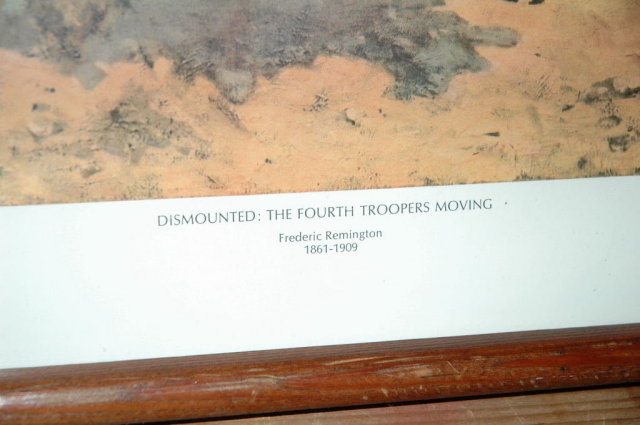 DISMOUNTED: THE FOURTH TROOPERS MOVING
Frederic Remington
1861-1909